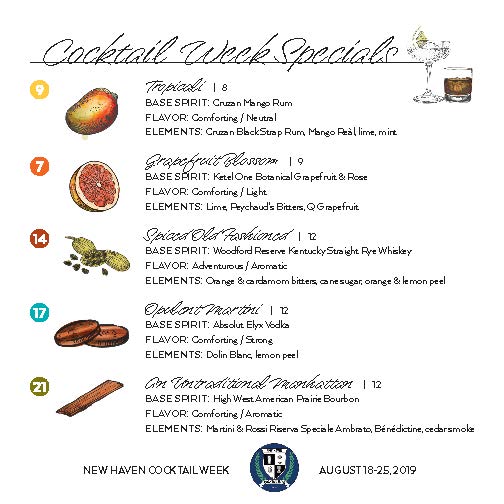 Cocktail Week Specials
9
Tropicali | 8
BASE SPIRIT: Cruzan Mango Rum
FLAVOR: Comforting / Neutral
ELEMENTS: Cruzan Black Strap Rum, Mango Reàl, lime, mint
7
Grapefruit Blossom | 9
BASE SPIRIT: Ketel One Botanical Grapefruit & Rose
FLAVOR: Comforting / Light
ELEMENTS: Lime, Peychaud's Bitters, Q Grapefruit
14
Spiced Old Fashioned | 12
BASE SPIRIT: Woodford Reserve Kentucky Straight Rye Whiskey
FLAVOR: Adventurous / Aromatic
ELEMENTS: Orange & cardamom bitters, cane sugar, orange & lemon peel
17
Opulent Martini | 12
BASE SPIRIT: Absolut Elyx Vodka
FLAVOR: Comforting / Strong
ELEMENTS: Dolin Blanc, lemon peel
21
An Untraditional Manhattan | 12
BASE SPIRIT: High West American Prairie Bourbon
FLAVOR: Comforting / Aromatic
ELEMENTS: Martini & Rossi Riserva Speciale Ambrato, Bénédictine, cedar smoke
NEW HAVEN COCKTAIL WEEK AUGUST 18-25, 2019